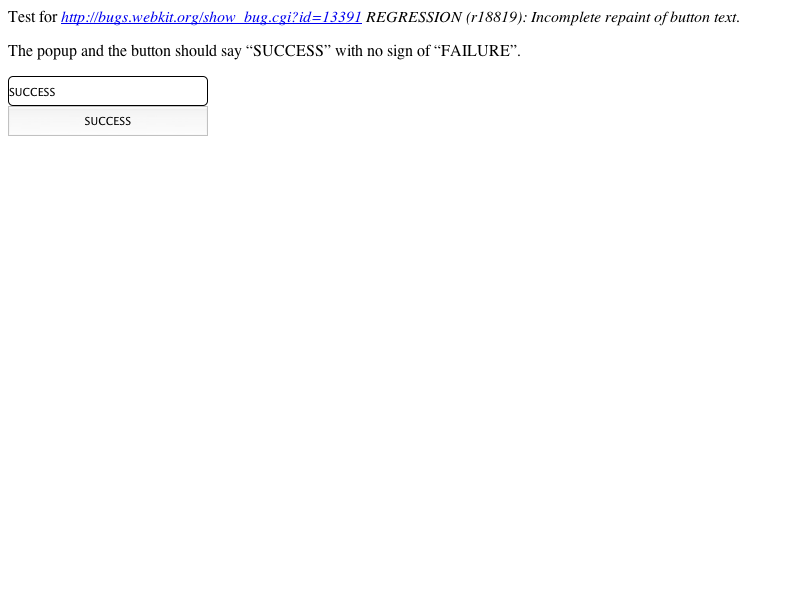 Test for http://bugs.webkit.org/show_bug.cgi?id=13391 REGRESSION (r18819): Incomplete repaint of button text.
The popup and the button should say “SUCCESS” with no sign of “FAILURE”.
SUCCESS
SUCCESS